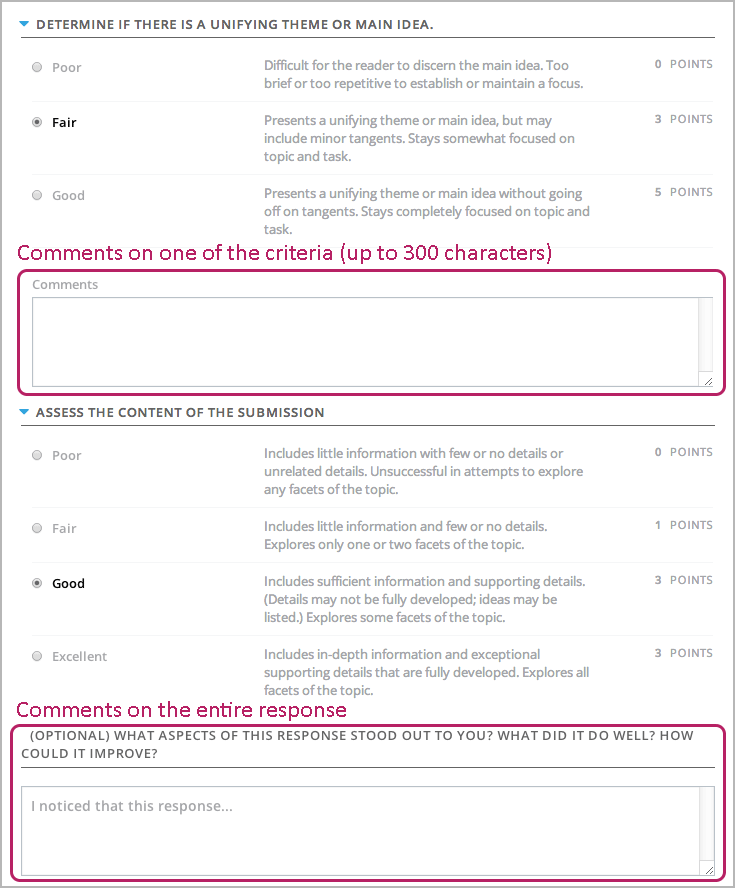 DETERMINE IF THERE IS A UNIFYING THEME OR MAIN IDEA.
Poor
Difficult for the reader to discern the main idea. Too
brief or too repetitive to establish or maintain a focus.
0 POINTS
Fair
Presents a unifying theme or main idea, but may
include minor tangents. Stays somewhat focused on
topic and task.
3 POINTS
Good
Presents a unifying theme or main idea without going
off on tangents. Stays completely focused on topic and
task.
5 POINTS
Comments on one of the criteria (up to 300 characters)
Comments
ASSESS THE CONTENT OF THE SUBMISSION
Poor
Includes little information with few or no details or
unrelated details. Unsuccessful in attempts to explore
any facets of the topic.
0 POINTS
Fair
Includes little information and few or no details.
Explores only one or two facets of the topic.
1 POINTS
Good
Includes sufficient information and supporting details.
(Details may not be fully developed; ideas may be
listed.) Explores some facets of the topic.
3 POINTS
Excellent
Includes in-depth information and exceptional
supporting details that are fully developed. Explores all
facets of the topic.
3 POINTS
Comments on the entire response
(OPTIONAL) WHAT ASPECTS OF THIS RESPONSE STOOD OUT TO YOU? WHAT DID IT DO WELL? HOW
COULD IT IMPROVE?
I noticed that this response...